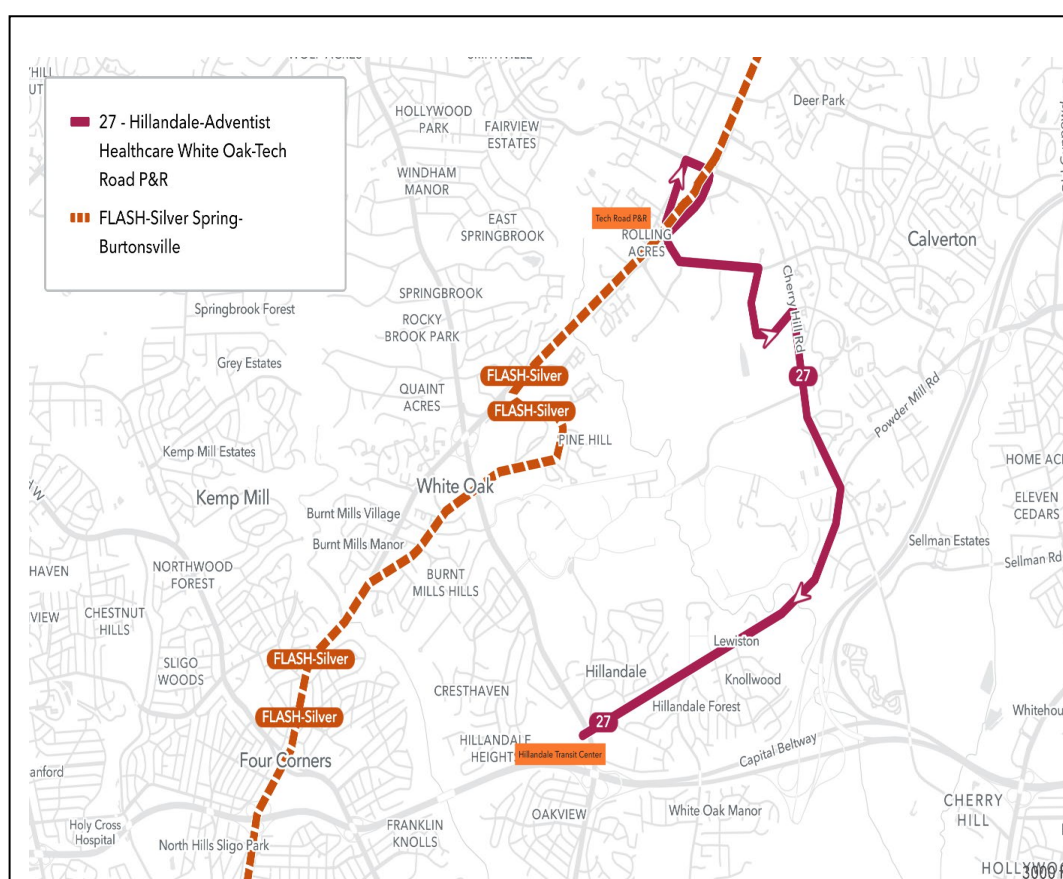 27 - Hillandale-Adventist
Healthcare White Oak-Tech
Road P&R
FLASH-Silver Spring-
Burtonsville
Deer Park
HOLLYWOOD
PARK
FAIRVIEW
ESTATES
WINDHAM
MANOR
EAST
SPRINGBROOK
Tech Road P&R
ROLLING
ACRES
Calverton
SPRINGBROOK
Springbrook Forest
ROCKY
BROOK PARK
Cherry Hill Rd
Grey Estates
FLASH-Silver
27
QUAINT
ACRES
FLASH-Silver
Powder Mill Rd
PINE HILL
Kemp Mill Estates
HOME AC
Kemp Mill
White Oak
ELEVEN
CEDARS
Burnt Mills Village
Burnt Mills Manor
Sellman Estates
Sellman Rd
HAVEN
NORTHWOOD
FOREST
BURNT
MILLS HILLS
VIEW
CHESTNUT
HILLS
Lewiston
FLASH-Silver
SLIGO
WOODS
Hillandale
Knollwood
CRESTHAVEN
Hillandale Forest
FLASH-Silver
27
Whitehou
HILLANDALE
HEIGHTS
Hillandale Transit Center
Capital Beltway
Four Corners
anford
OAKVIEW
White Oak Manor
CHERRY
HILL
Holy Cross
Hospital
FRANKLIN
KNOLLS
North Hills Sligo Park
HOLLYWO